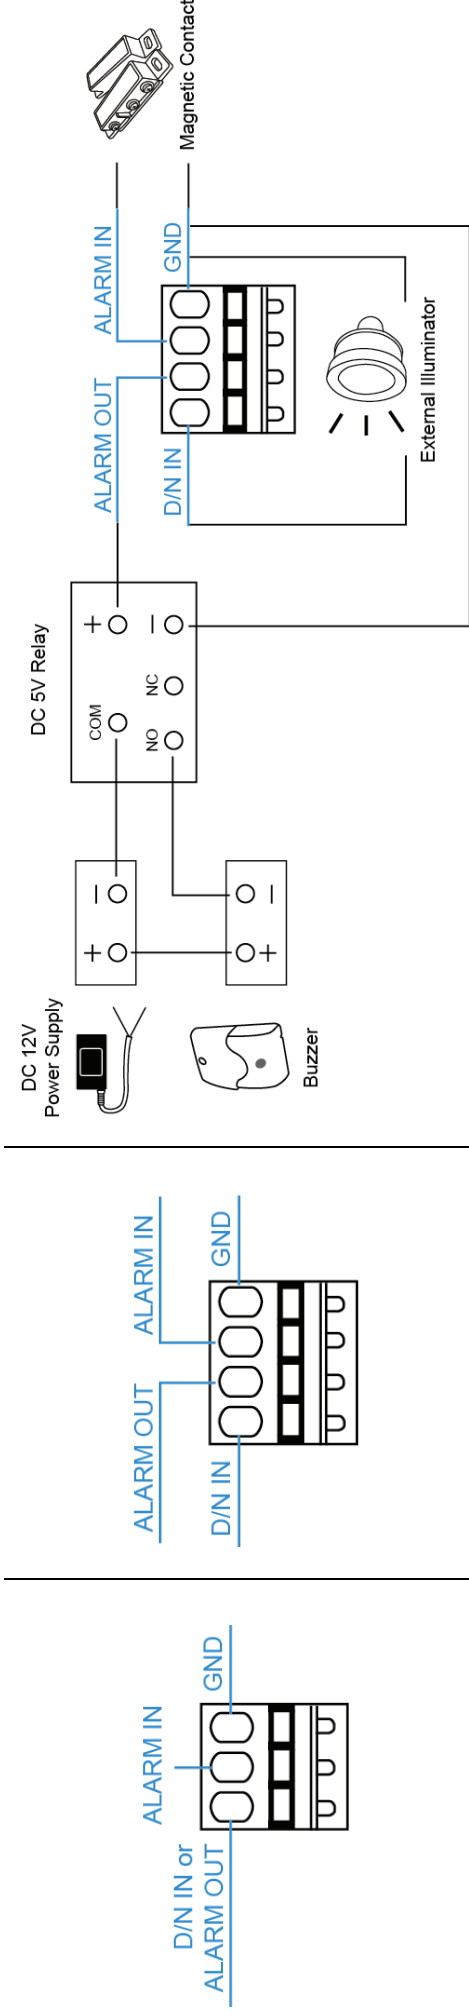 ALARM IN
D/N IN or
ALARM OUT
GND
ALARM OUT
ALARM IN
D/N IN
GND
DC 12V
Power Supply
+
−
DC 5V Relay
COM
+
NO
NC
−
ALARM OUT
ALARM IN
D/N IN
GND
Magnetic Contact
Buzzer
+
−
External Illuminator